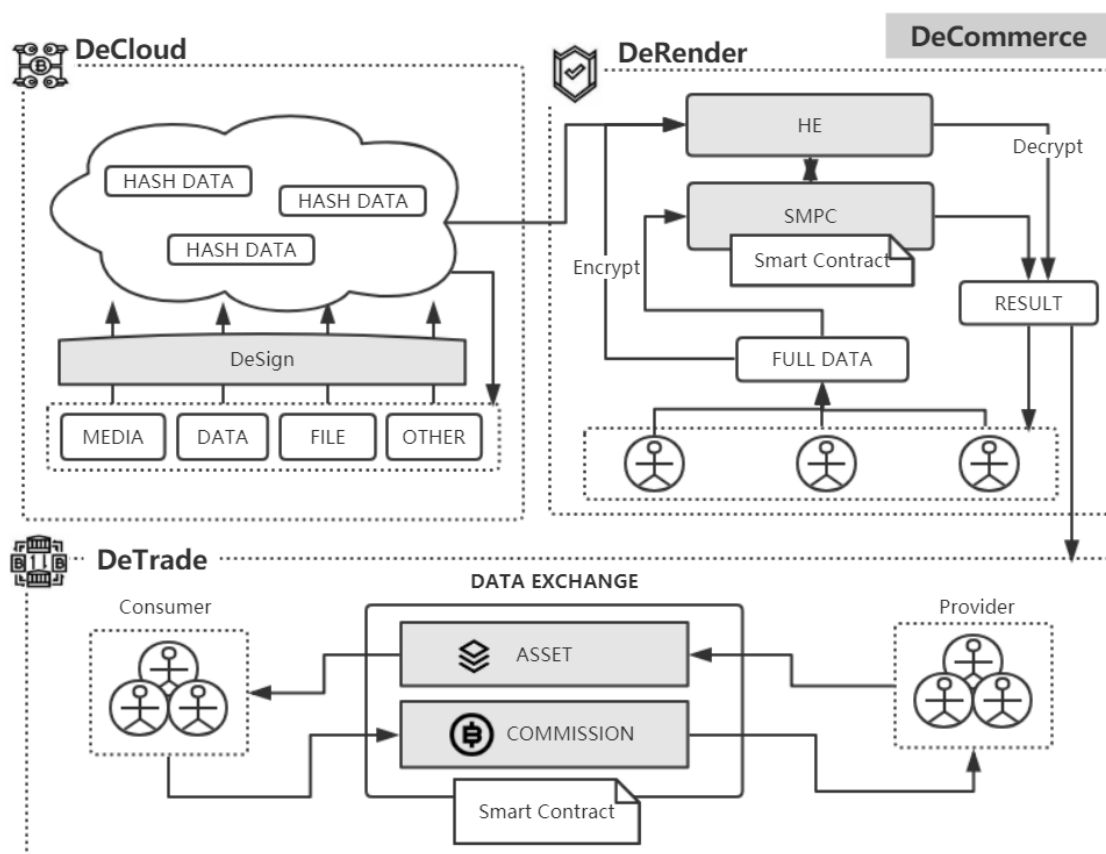 DeCommerce
DeCloud
HASH DATA
HASH DATA
HASH DATA
DeSign
MEDIA
DATA
FILE
OTHER
DeRender
HE
Decrypt
SMPC
Smart Contract
Encrypt
RESULT
FULL DATA
DeTrade
DATA EXCHANGE
Consumer
Provider
ASSET
COMMISSION
Smart Contract